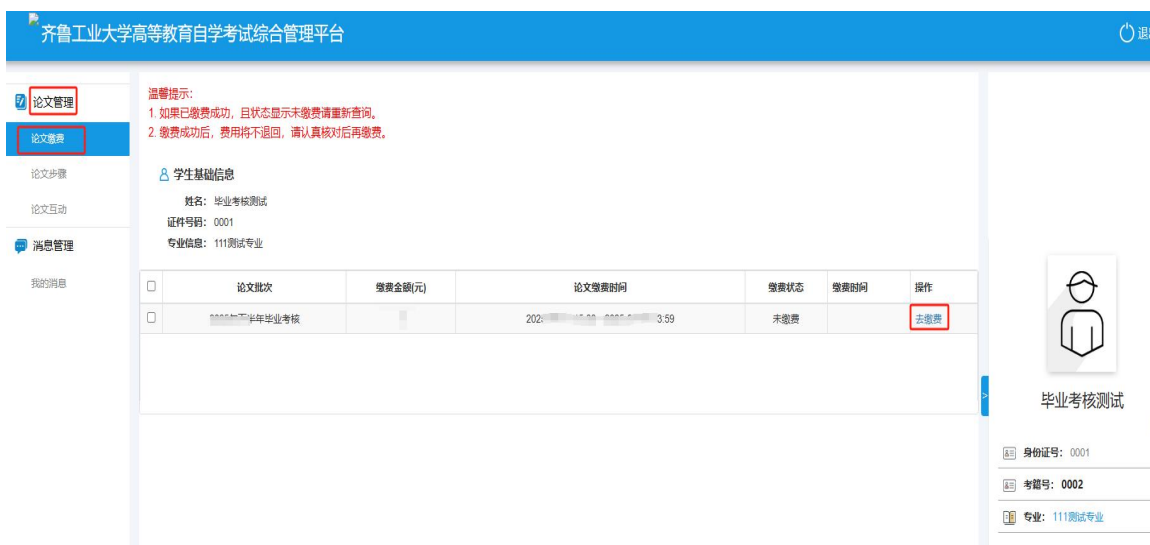 齐鲁工业大学高等教育自学考试综合管理平台
退
论文管理
论文缴费
论文步骤
论文互动
消息管理
我的消息
温馨提示：
1. 如果已缴费成功，且状态显示未缴费请重新查询。
2. 缴费成功后，费用将不退回，请认真核对后再缴费。
学生基础信息
姓名： 毕业考核测试
证件号码： 0001
专业信息： 111测试专业
论文批次 缴费金额(元) 论文缴费时间 缴费状态 缴费时间 操作
半年毕业考核 202 3:59 未缴费 去缴费
>
毕业考核测试
身份证号： 0001
考籍号： 0002
专业： 111测试专业